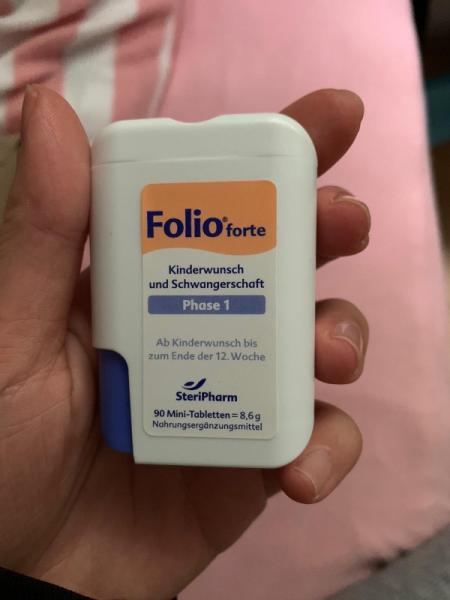 Folio® forte
Kinderwunsch
und Schwangerschaft
Phase 1
Ab Kinderwunsch bis
zum Ende der 12. Woche
SteriPharm
90 Mini-Tabletten = 8,6 g
Nahrungsergänzungsmittel